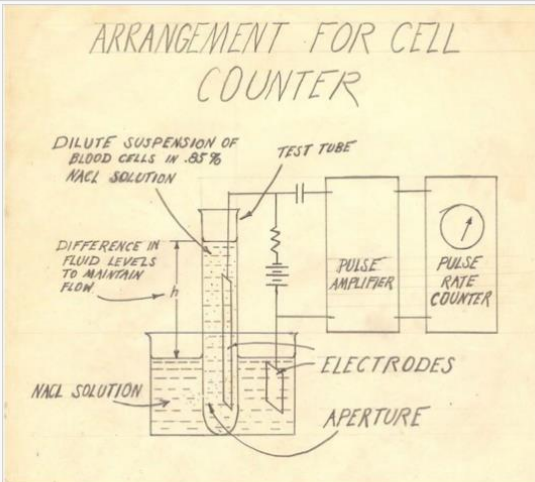 ARRANGEMENT FOR CELL
COUNTER
DILUTE SUSPENSION OF
BLOOD CELLS IN .85%
NACL SOLUTION
TEST TUBE
DIFFERENCE IN
FLUID LEVELS
TO MAINTAIN
FLOW
h
PULSE
AMPLIFIER
PULSE
RATE
COUNTER
ELECTRODES
NACL SOLUTION
APERTURE